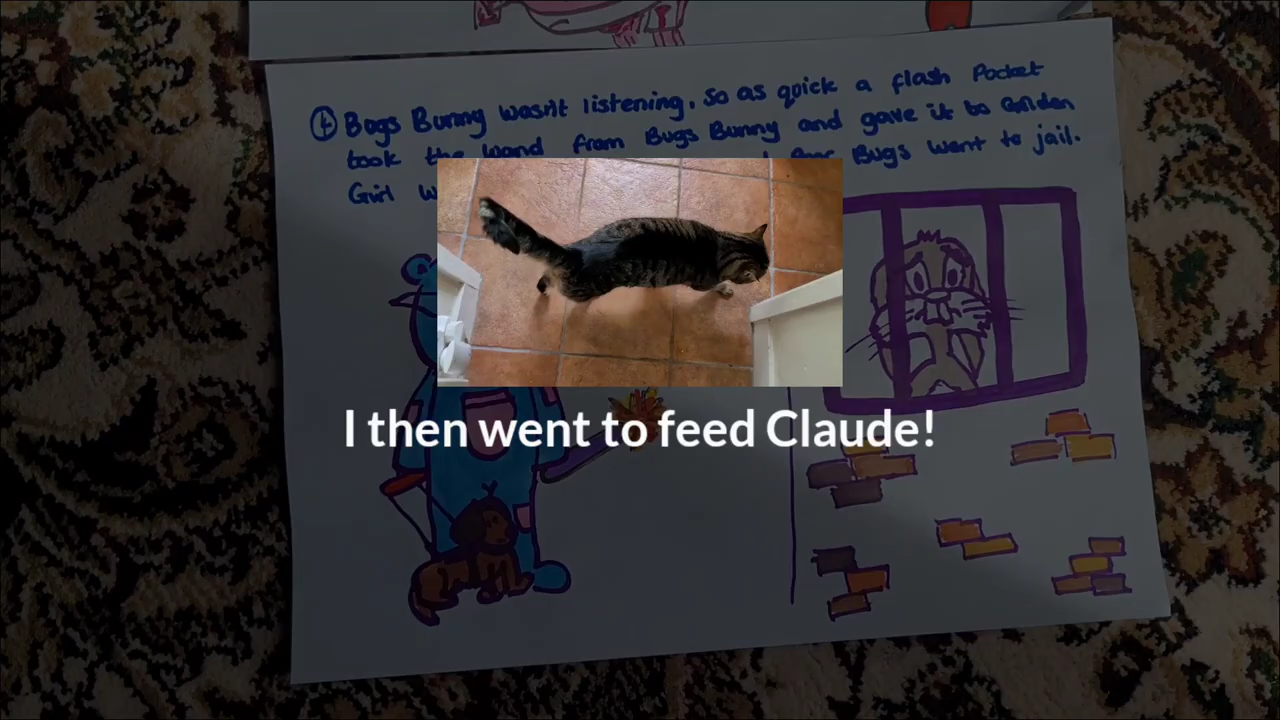 ④ Bugs Bunny wasn't listening. So as quick a flash Pocket
took the wand from Bugs Bunny and gave it to Golden
Girl Bugs went to jail.
I then went to feed Claude!